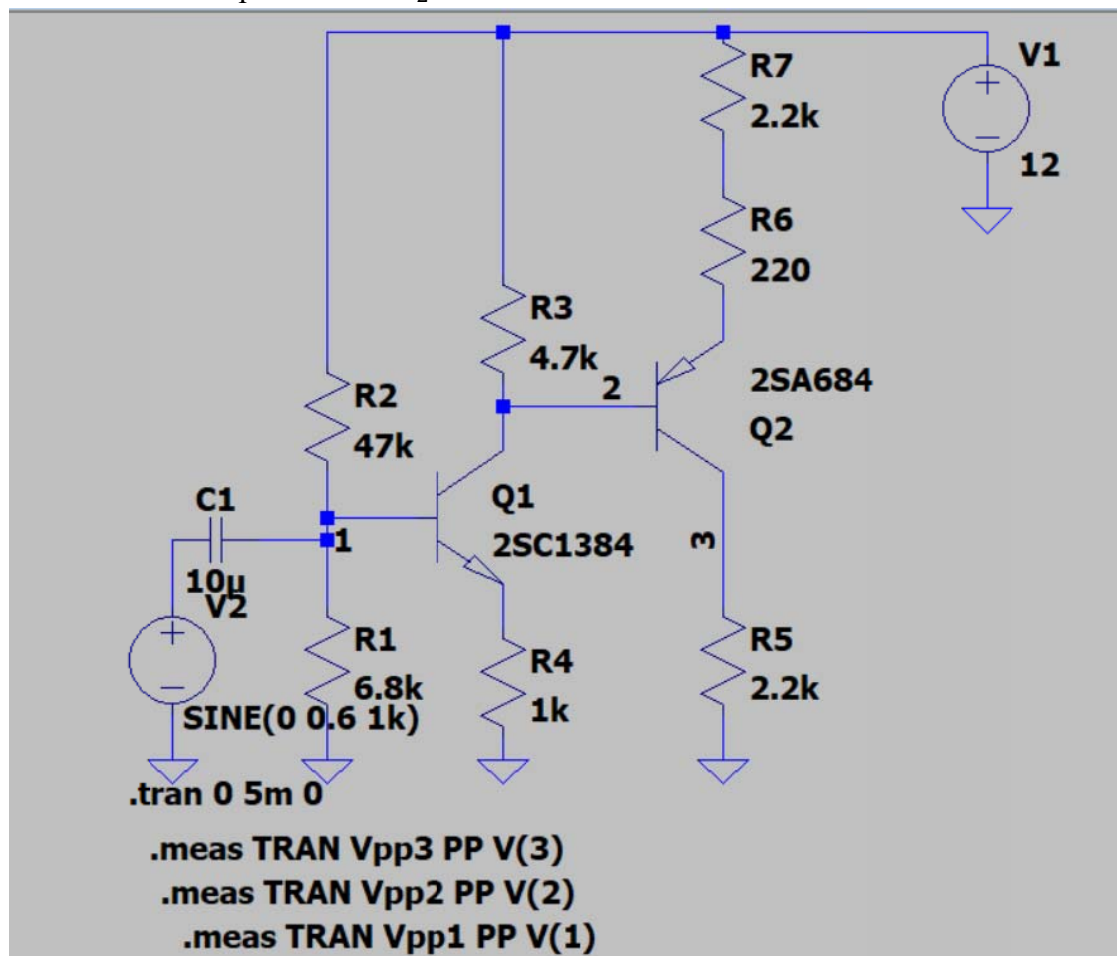 V1
12
R7
2.2k
R6
220
R3
4.7k
2
2SA684
Q2
R2
47k
C1
10µ
1
Q1
2SC1384
3
V2
R1
6.8k
R4
1k
R5
2.2k
SINE(0 0.6 1k)
.tran 0 5m 0
.meas TRAN Vpp3 PP V(3)
.meas TRAN Vpp2 PP V(2)
.meas TRAN Vpp1 PP V(1)